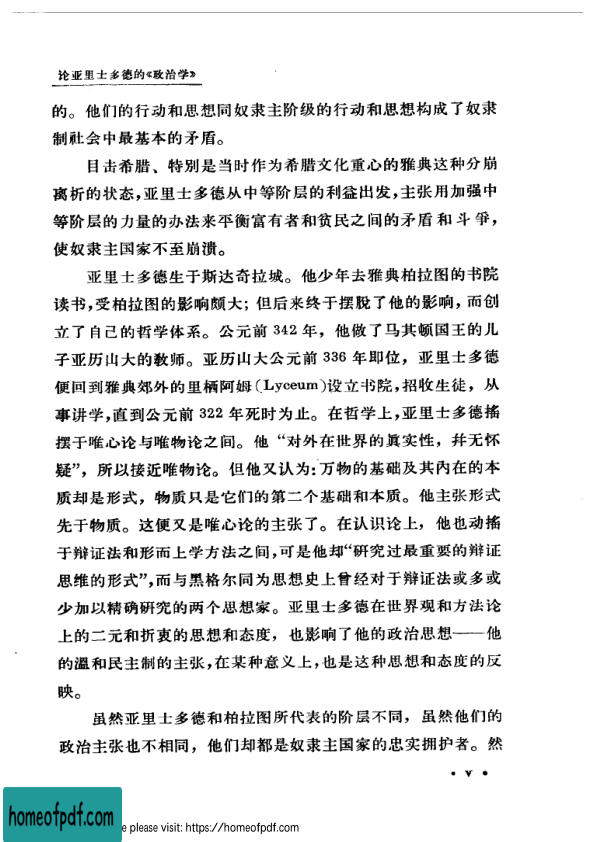 论亚里士多德的《政治学》
的。他们的行动和思想同奴隶主阶级的行动和思想构成了奴隶
制社会中最基本的矛盾。
目击希腊、特别是当时作为希腊文化重心的雅典这种分崩
离析的状态，亚里士多德从中等阶层的利益出发，主张用加强中
等阶层的力量的办法来平衡富有者和贫民之间的矛盾和斗爭，
使奴隶主国家不至崩溃。
亚里士多德生于斯达奇拉城。他少年去雅典柏拉图的书院
读书，受柏拉图的影响颇大；但后来终于摆脫了他的影响，而创
立了自己的哲学体系。公元前 342 年，他做了马其顿国王的儿
子亚历山大的敎师。亚历山大公元前 336 年即位，亚里士多德
便回到雅典郊外的里栖阿姆（Lyceum）设立书院，招收生徒，从
事讲学，直到公元前 322 年死时为止。在哲学上，亚里士多德搖
摆于唯心论与唯物论之间。他“对外在世界的眞实性，幷无怀
疑”，所以接近唯物论。但他又认为：万物的基础及其內在的本
质却是形式，物质只是它们的第二个基础和本质。他主张形式
先于物质。这便又是唯心论的主张了。在认识论上，他也动搖
于辩证法和形而上学方法之间，可是他却“研究过最重要的辩证
思维的形式”，而与黑格尔同为思想史上曾经对于辩证法或多或
少加以精确研究的两个思想家。亚里士多德在世界观和方法论
上的二元和折衷的思想和态度，也影响了他的政治思想——他
的溫和民主制的主张，在某种意义上，也是这种思想和态度的反
映。
虽然亚里士多德和柏拉图所代表的阶层不同，虽然他们的
政治主张也不相同，他们却都是奴隶主国家的忠实拥护者。然
• V •
homeofpdf.com
e please visit: https://homeofpdf.com